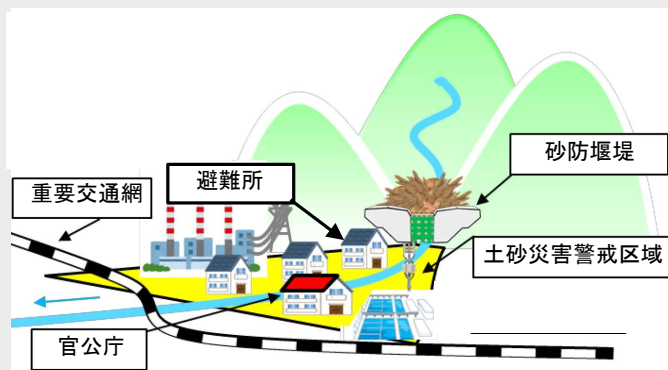 砂防堰堤
避難所
重要交通網
土砂災害警戒区域
官公庁